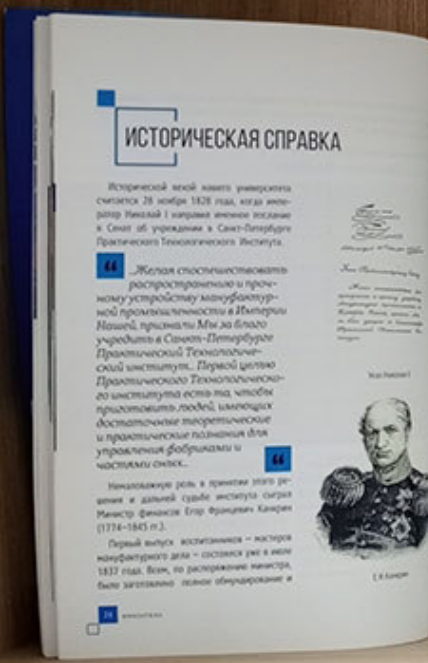 ИСТОРИЧЕСКАЯ СПРАВКА
Исторической вехой нашего университета
считается 28 ноября 1828 года, когда импе-
ратор Николай I направил именное послание
в Сенат об учреждении в Санкт-Петербурге
Практического Технологического Института.
„Желая споспешествовать
распространению и проч-
ному устройству мануфактур-
ной промышленности в Империи
Нашей, признали Мы за благо
учредить в Санкт-Петербурге
Практический Технологиче-
ский институт... Первой целью
Практического Технологическо-
го института есть та, чтобы
приготовить людей, имеющих
достаточные теоретические
и практические познания для
управления фабриками и
частями оных...
Немаловажную роль в принятии этого ре-
шения и дальней судьбе института сыграл
Министр финансов Егор Францевич Канкрин
(1774–1845 гг.).
Первый выпуск воспитанников – мастеров
мануфактурного дела – состоялся уже в июле
1837 года. Всем, по распоряжению министра,
было заготовлено полное обмундирование и
Указ Николая I
Е.Ф. Канкрин